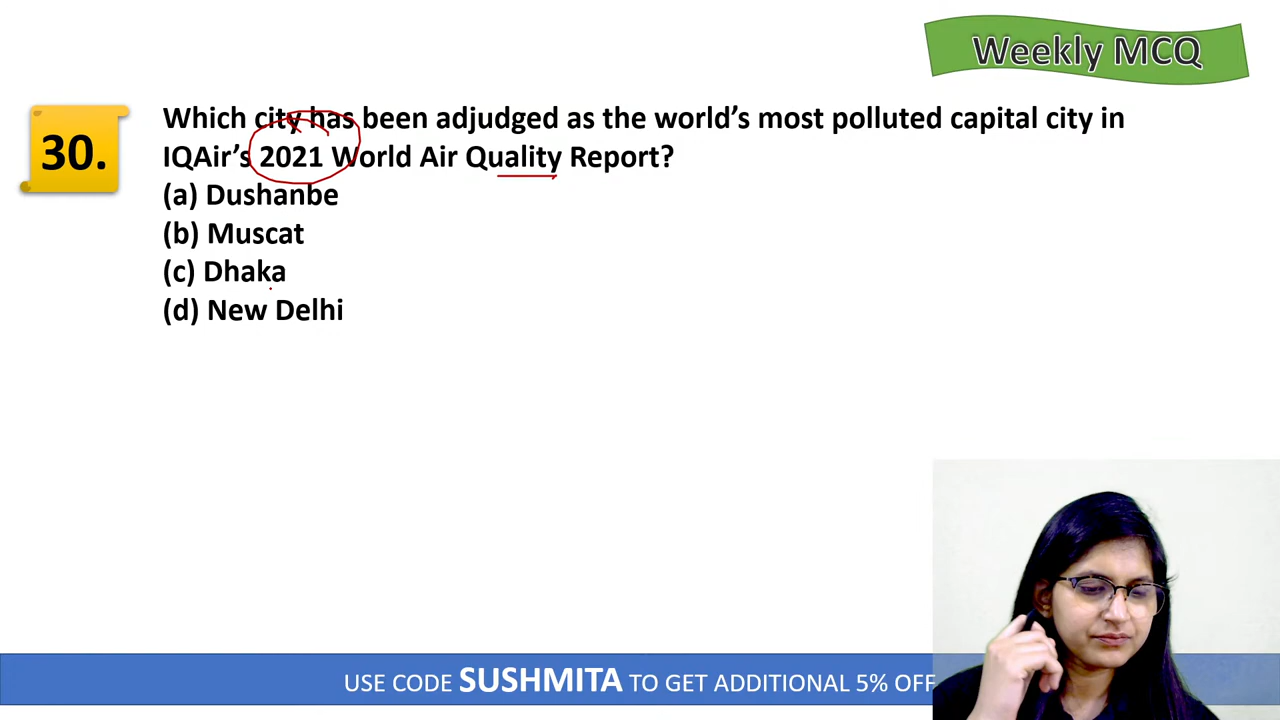 Weekly MCQ
30.
Which city has been adjudged as the world’s most polluted capital city in
IQAir’s 2021 World Air Quality Report?
(a) Dushanbe
(b) Muscat
(c) Dhaka
(d) New Delhi
USE CODE SUSHMITA TO GET ADDITIONAL 5% OFF